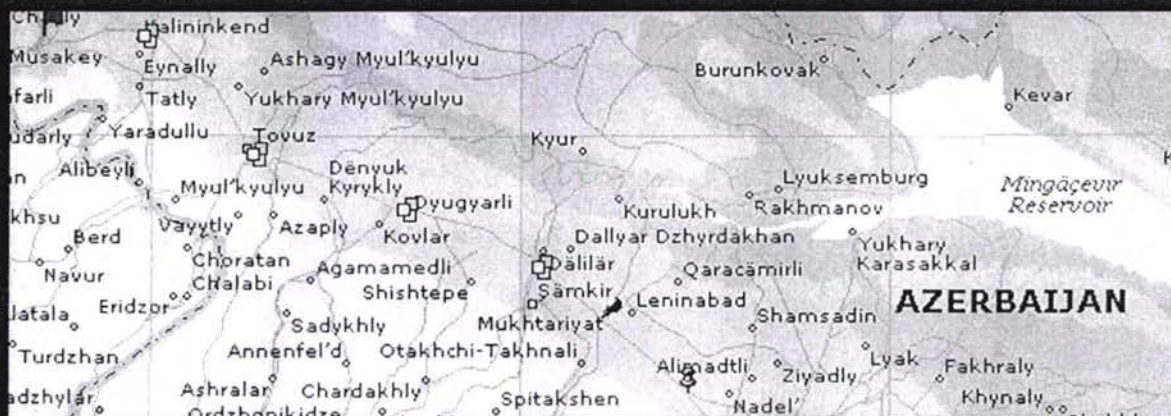 Kalininkend
Musakey
Eynally
Ashagy Myul'kyulyu
Burunkovak
Tatly
Yukhary Myul'kyulyu
Kevar
Yaradullu
Tovuz
Kyur
Alibeyli
Dënyuk
Kyrykly
Myul'kyulyu
Dyugyarli
Lyuksemburg
Mingäçevir
Reservoir
Kurulukh
Rakhmanov
Vayytly
Azaply
Kovlar
Berd
Dallyar Dzhyrdakhan
Yukhary
Karasakkal
Navur
Choratan
Dälilär
Agamamedli
Qaracämirli
Chalabi
Shishtepe
Sämkir
Leninabad
AZERBAIJAN
Eridzor
Sadykhly
Mukhtariyat
Shamsadin
Turdzhan
Annenfel'd
Otakhchi-Takhnali
Alimadtli
Ziyadly
Lyak
Fakhraly
Ashralar
Chardakhly
Spitakshen
Nadel'
Khynaly
Ordzhonikidze